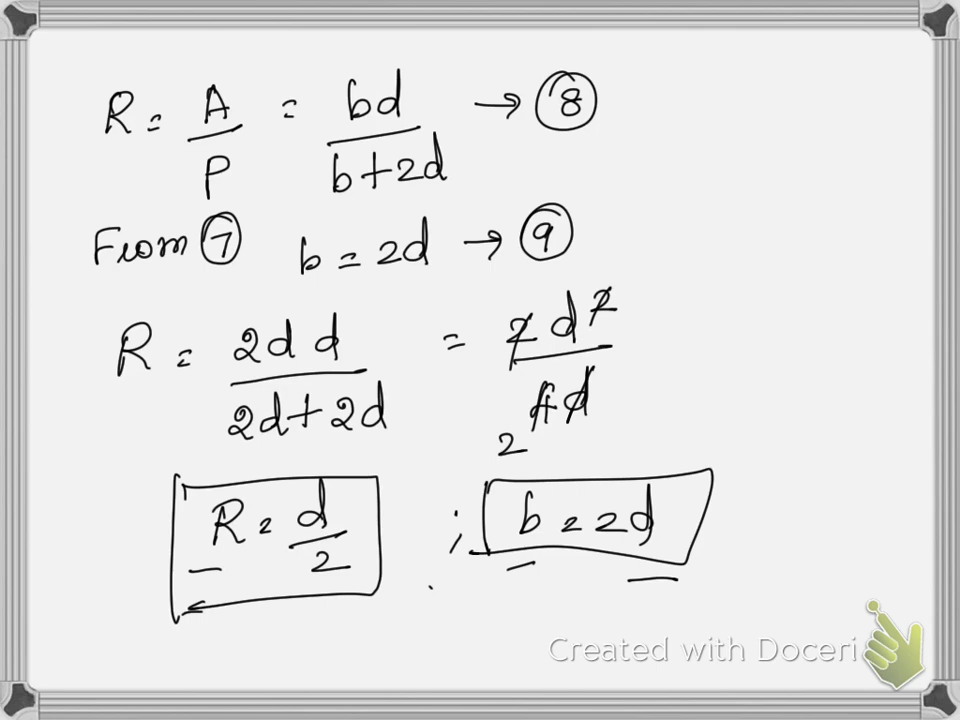 R = A/P = bd/(b+2d) → ⑧
From ⑦ b = 2d → ⑨
R = 2d d/(2d+2d) = 2d²/4d 2
R = d/2 ; b = 2d
Created with Doceri